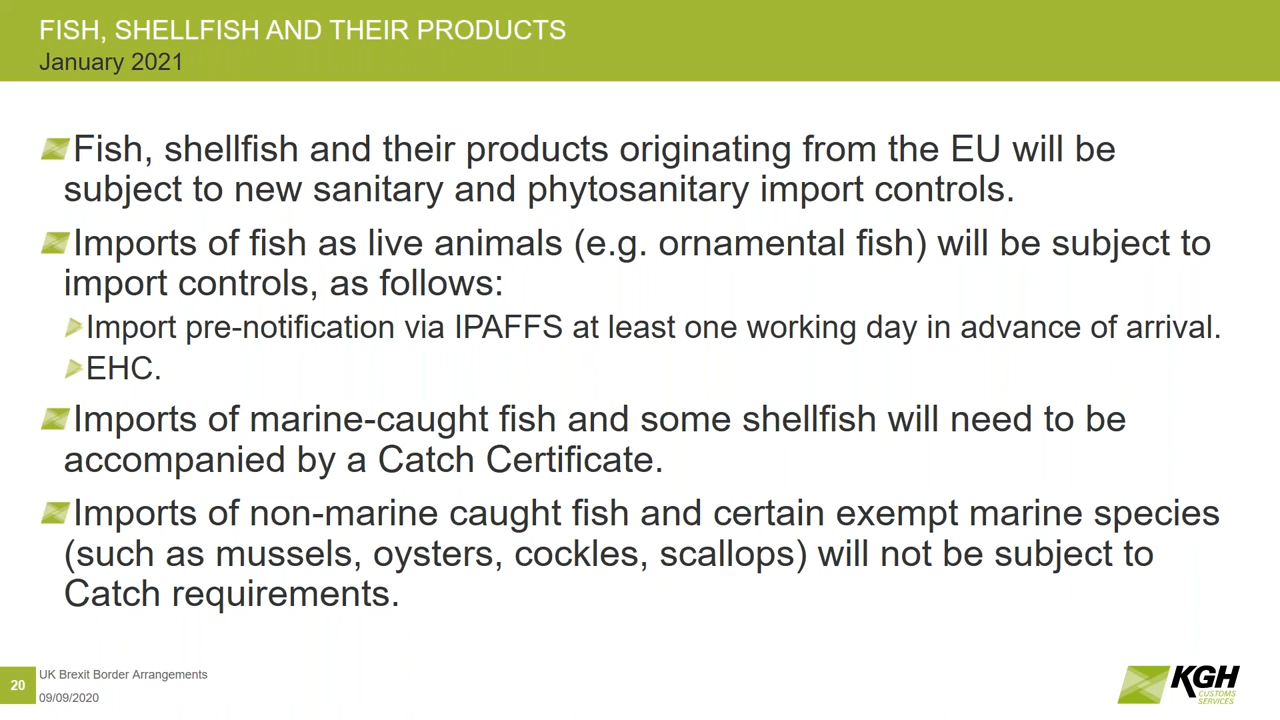 FISH, SHELLFISH AND THEIR PRODUCTS
January 2021
Fish, shellfish and their products originating from the EU will be
subject to new sanitary and phytosanitary import controls.
Imports of fish as live animals (e.g. ornamental fish) will be subject to
import controls, as follows:
Import pre-notification via IPAFFS at least one working day in advance of arrival.
EHC.
Imports of marine-caught fish and some shellfish will need to be
accompanied by a Catch Certificate.
Imports of non-marine caught fish and certain exempt marine species
(such as mussels, oysters, cockles, scallops) will not be subject to
Catch requirements.
20
UK Brexit Border Arrangements
09/09/2020
KGH
CUSTOMS
SERVICES